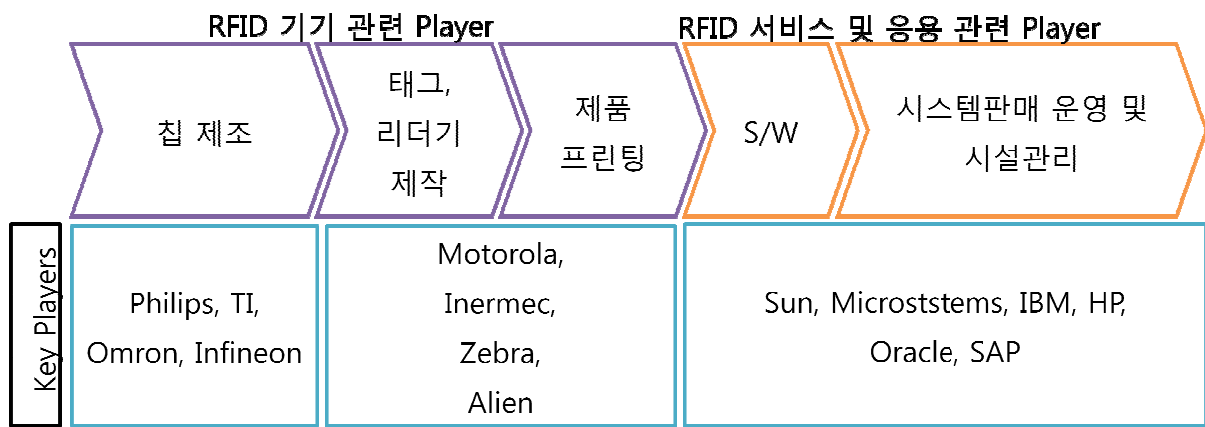 RFID 기기 관련 Player
RFID 서비스 및 응용 관련 Player
칩 제조
태그,
리더기
제작
제품
프린팅
S/W
시스템판매 운영 및
시설관리
Key Players
Philips, TI,
Omron, Infineon
Motorola,
Inermec,
Zebra,
Alien
Sun, Microststems, IBM, HP,
Oracle, SAP